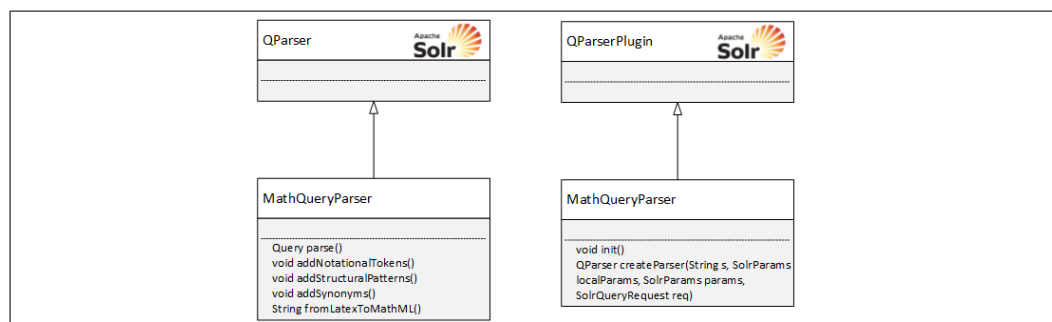 QParser
Apache
Solr
QParserPlugin
Apache
Solr
MathQueryParser
Query parse()
void addNotationalTokens()
void addStructuralPatterns()
void addSynonyms()
String fromLatexToMathML()
MathQueryParser
void init()
QParser createParser(String s, SolrParams
localParams, SolrParams params,
SolrQueryRequest req)